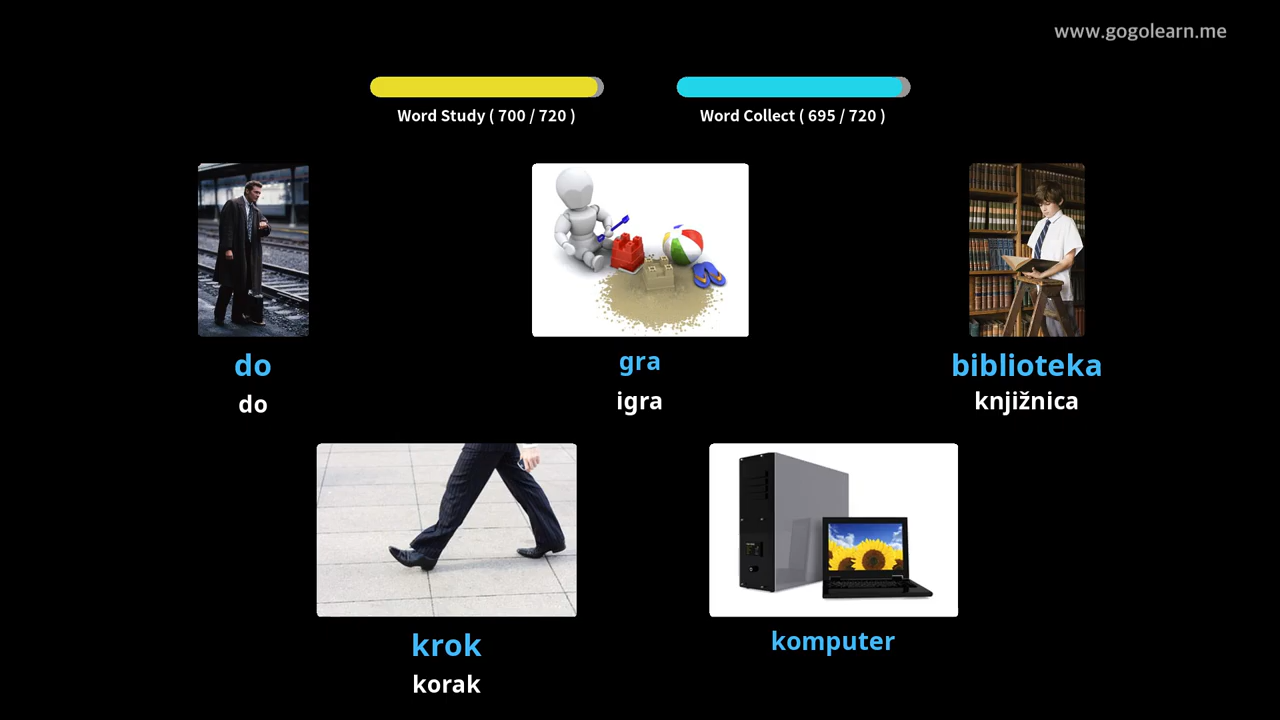 www.gogolearn.me
Word Study ( 700 / 720 )
Word Collect ( 695 / 720 )
do
do
gra
igra
biblioteka
knjižnica
krok
korak
komputer